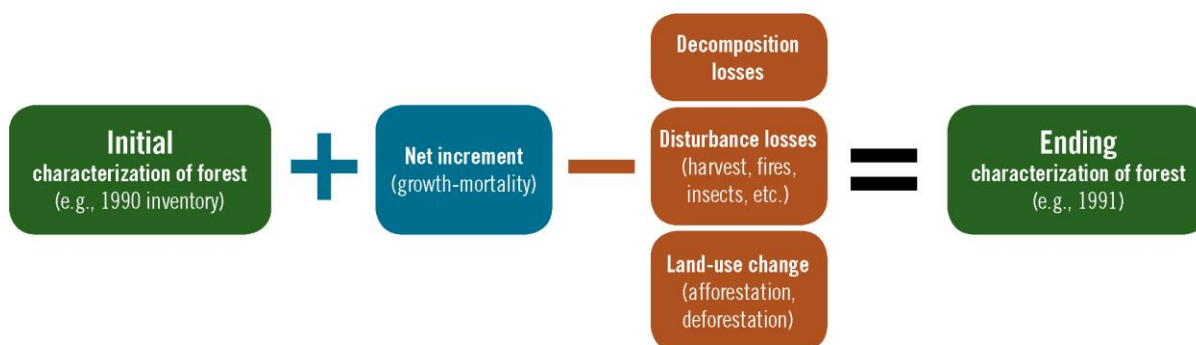 Initial
characterization of forest
(e.g., 1990 inventory)
+
Net increment
(growth-mortality)
−
Decomposition
losses
Disturbance losses
(harvest, fires,
insects, etc.)
Land-use change
(afforestation,
deforestation)
=
Ending
characterization of forest
(e.g., 1991)